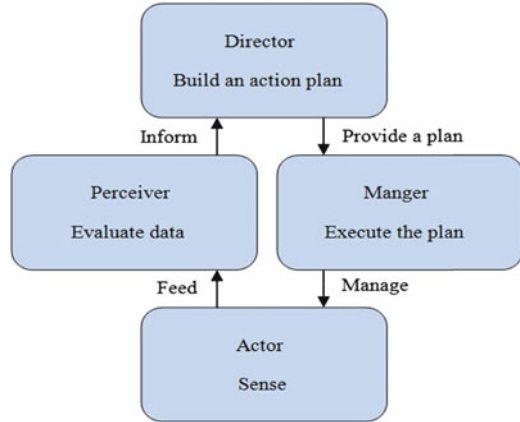 Director
Build an action plan
Inform
Provide a plan
Perceiver
Evaluate data
Manger
Execute the plan
Feed
Manage
Actor
Sense